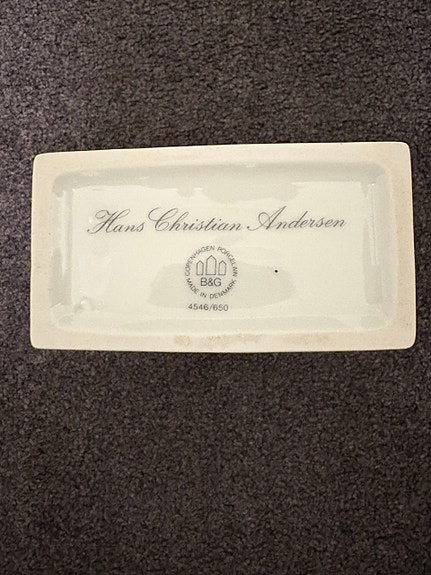 Hans Christian Andersen
COPENHAGEN PORCELAIN
B&G
MADE IN DENMARK
4546/650